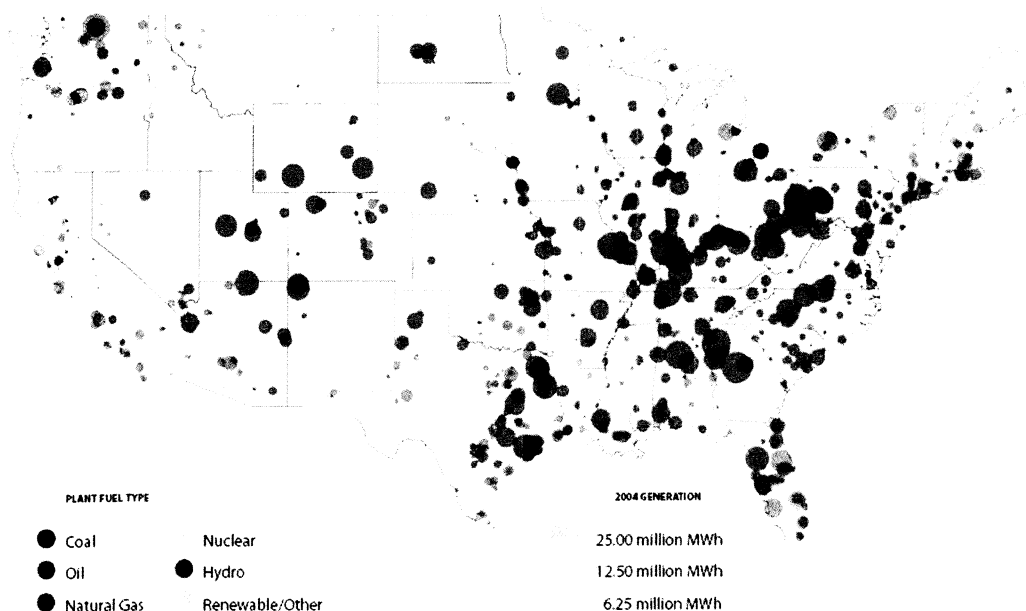 PLANT FUEL TYPE
Coal
Oil
Natural Gas
Nuclear
Hydro
Renewable/Other
2004 GENERATION
25.00 million MWh
12.50 million MWh
6.25 million MWh